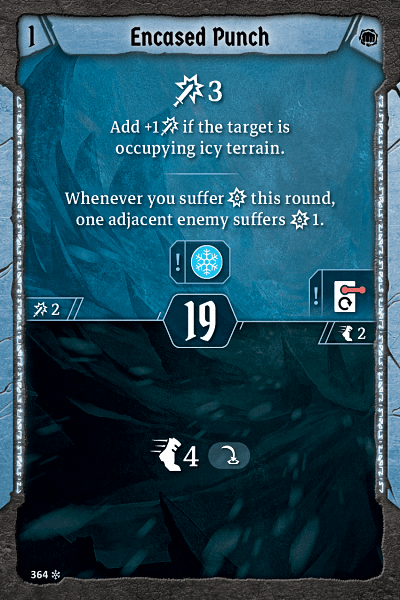 1
Encased Punch
3
Add +1 if the target is
occupying icy terrain.
Whenever you suffer this round,
one adjacent enemy suffers 1.
!
!
2
19
2
4
364